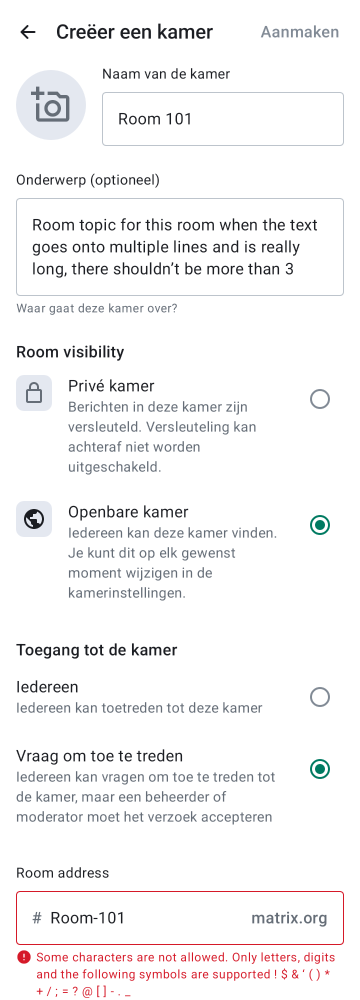 Creëer een kamer
Aanmaken
Naam van de kamer
Room 101
Onderwerp (optioneel)
Room topic for this room when the text
goes onto multiple lines and is really
long, there shouldn’t be more than 3
Waar gaat deze kamer over?
Room visibility
Privé kamer
Berichten in deze kamer zijn
versleuteld. Versleuteling kan
achteraf niet worden
uitgeschakeld.
Openbare kamer
Iedereen kan deze kamer vinden.
Je kunt dit op elk gewenst
moment wijzigen in de
kamerinstellingen.
Toegang tot de kamer
Iedereen
Iedereen kan toetreden tot deze kamer
Vraag om toe te treden
Iedereen kan vragen om toe te treden tot
de kamer, maar een beheerder of
moderator moet het verzoek accepteren
Room address
# Room-101 matrix.org
Some characters are not allowed. Only letters, digits
and the following symbols are supported ! $ & ‘ ( ) *
+ / ; = ? @ [ ] - . _